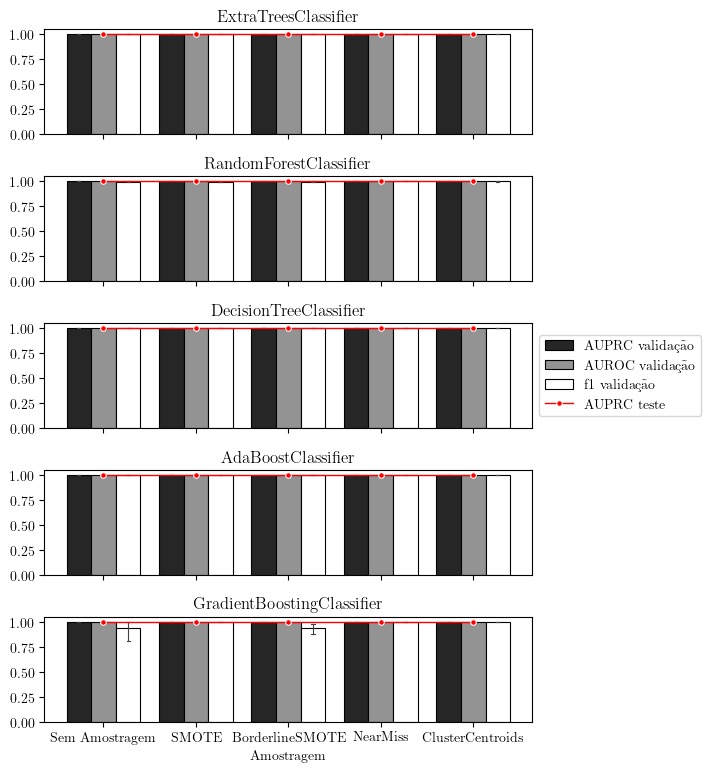 ExtraTreesClassifier
1.00
0.75
0.50
0.25
0.00
RandomForestClassifier
1.00
0.75
0.50
0.25
0.00
DecisionTreeClassifier
1.00
0.75
0.50
0.25
0.00
AUPRC validação
AUROC validação
f1 validação
AUPRC teste
AdaBoostClassifier
1.00
0.75
0.50
0.25
0.00
GradientBoostingClassifier
1.00
0.75
0.50
0.25
0.00
Sem Amostragem SMOTE BorderlineSMOTE NearMiss ClusterCentroids
Amostragem